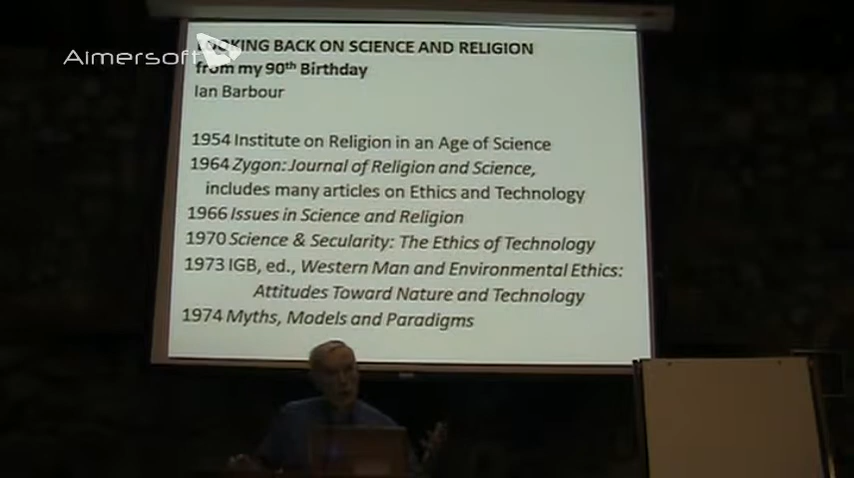 Aimersoft
LOOKING BACK ON SCIENCE AND RELIGION
from my 90th Birthday
Ian Barbour
1954 Institute on Religion in an Age of Science
1964 Zygon: Journal of Religion and Science,
includes many articles on Ethics and Technology
1966 Issues in Science and Religion
1970 Science & Secularity: The Ethics of Technology
1973 IGB, ed., Western Man and Environmental Ethics:
Attitudes Toward Nature and Technology
1974 Myths, Models and Paradigms